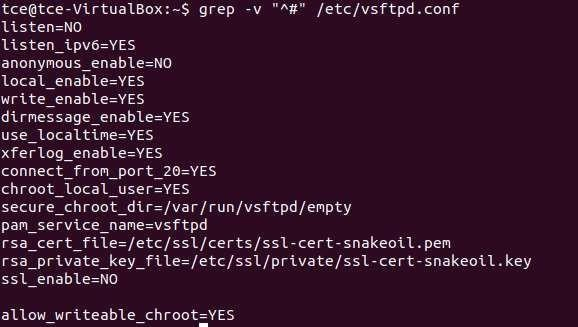 tce@tce-VirtualBox:~$ grep -v "^#" /etc/vsftpd.conf
listen=NO
listen_ipv6=YES
anonymous_enable=NO
local_enable=YES
write_enable=YES
dirmessage_enable=YES
use_localtime=YES
xferlog_enable=YES
connect_from_port_20=YES
chroot_local_user=YES
secure_chroot_dir=/var/run/vsftpd/empty
pam_service_name=vsftpd
rsa_cert_file=/etc/ssl/certs/ssl-cert-snakeoil.pem
rsa_private_key_file=/etc/ssl/private/ssl-cert-snakeoil.key
ssl_enable=NO
allow_writeable_chroot=YES